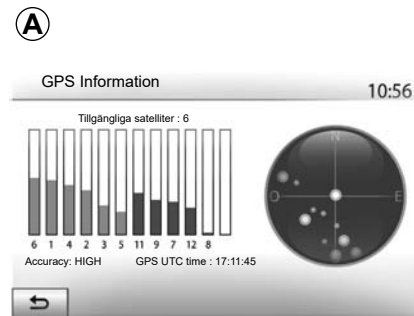 A
GPS Information 10:56
Tillgängliga satelliter : 6
N
O E
6 1 4 2 3 5 11 9 7 12 8
Accuracy: HIGH GPS UTC time : 17:11:45